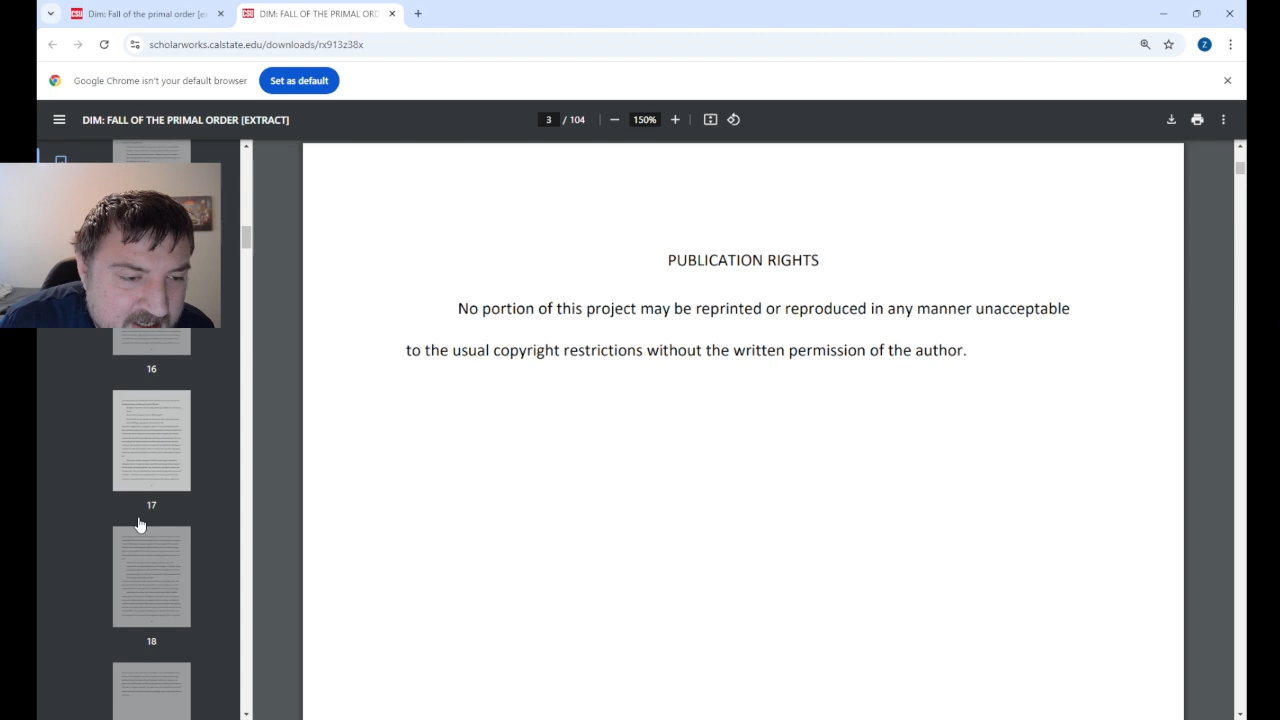 Dim: Fall of the primal order [e
DIM: FALL OF THE PRIMAL ORD
scholarworks.calstate.edu/downloads/rx913z38x
2
Google Chrome isn't your default browser
Set as default
DIM: FALL OF THE PRIMAL ORDER [EXTRACT]
3 / 104
150%
PUBLICATION RIGHTS
No portion of this project may be reprinted or reproduced in any manner unacceptable
to the usual copyright restrictions without the written permission of the author.
16
17
18